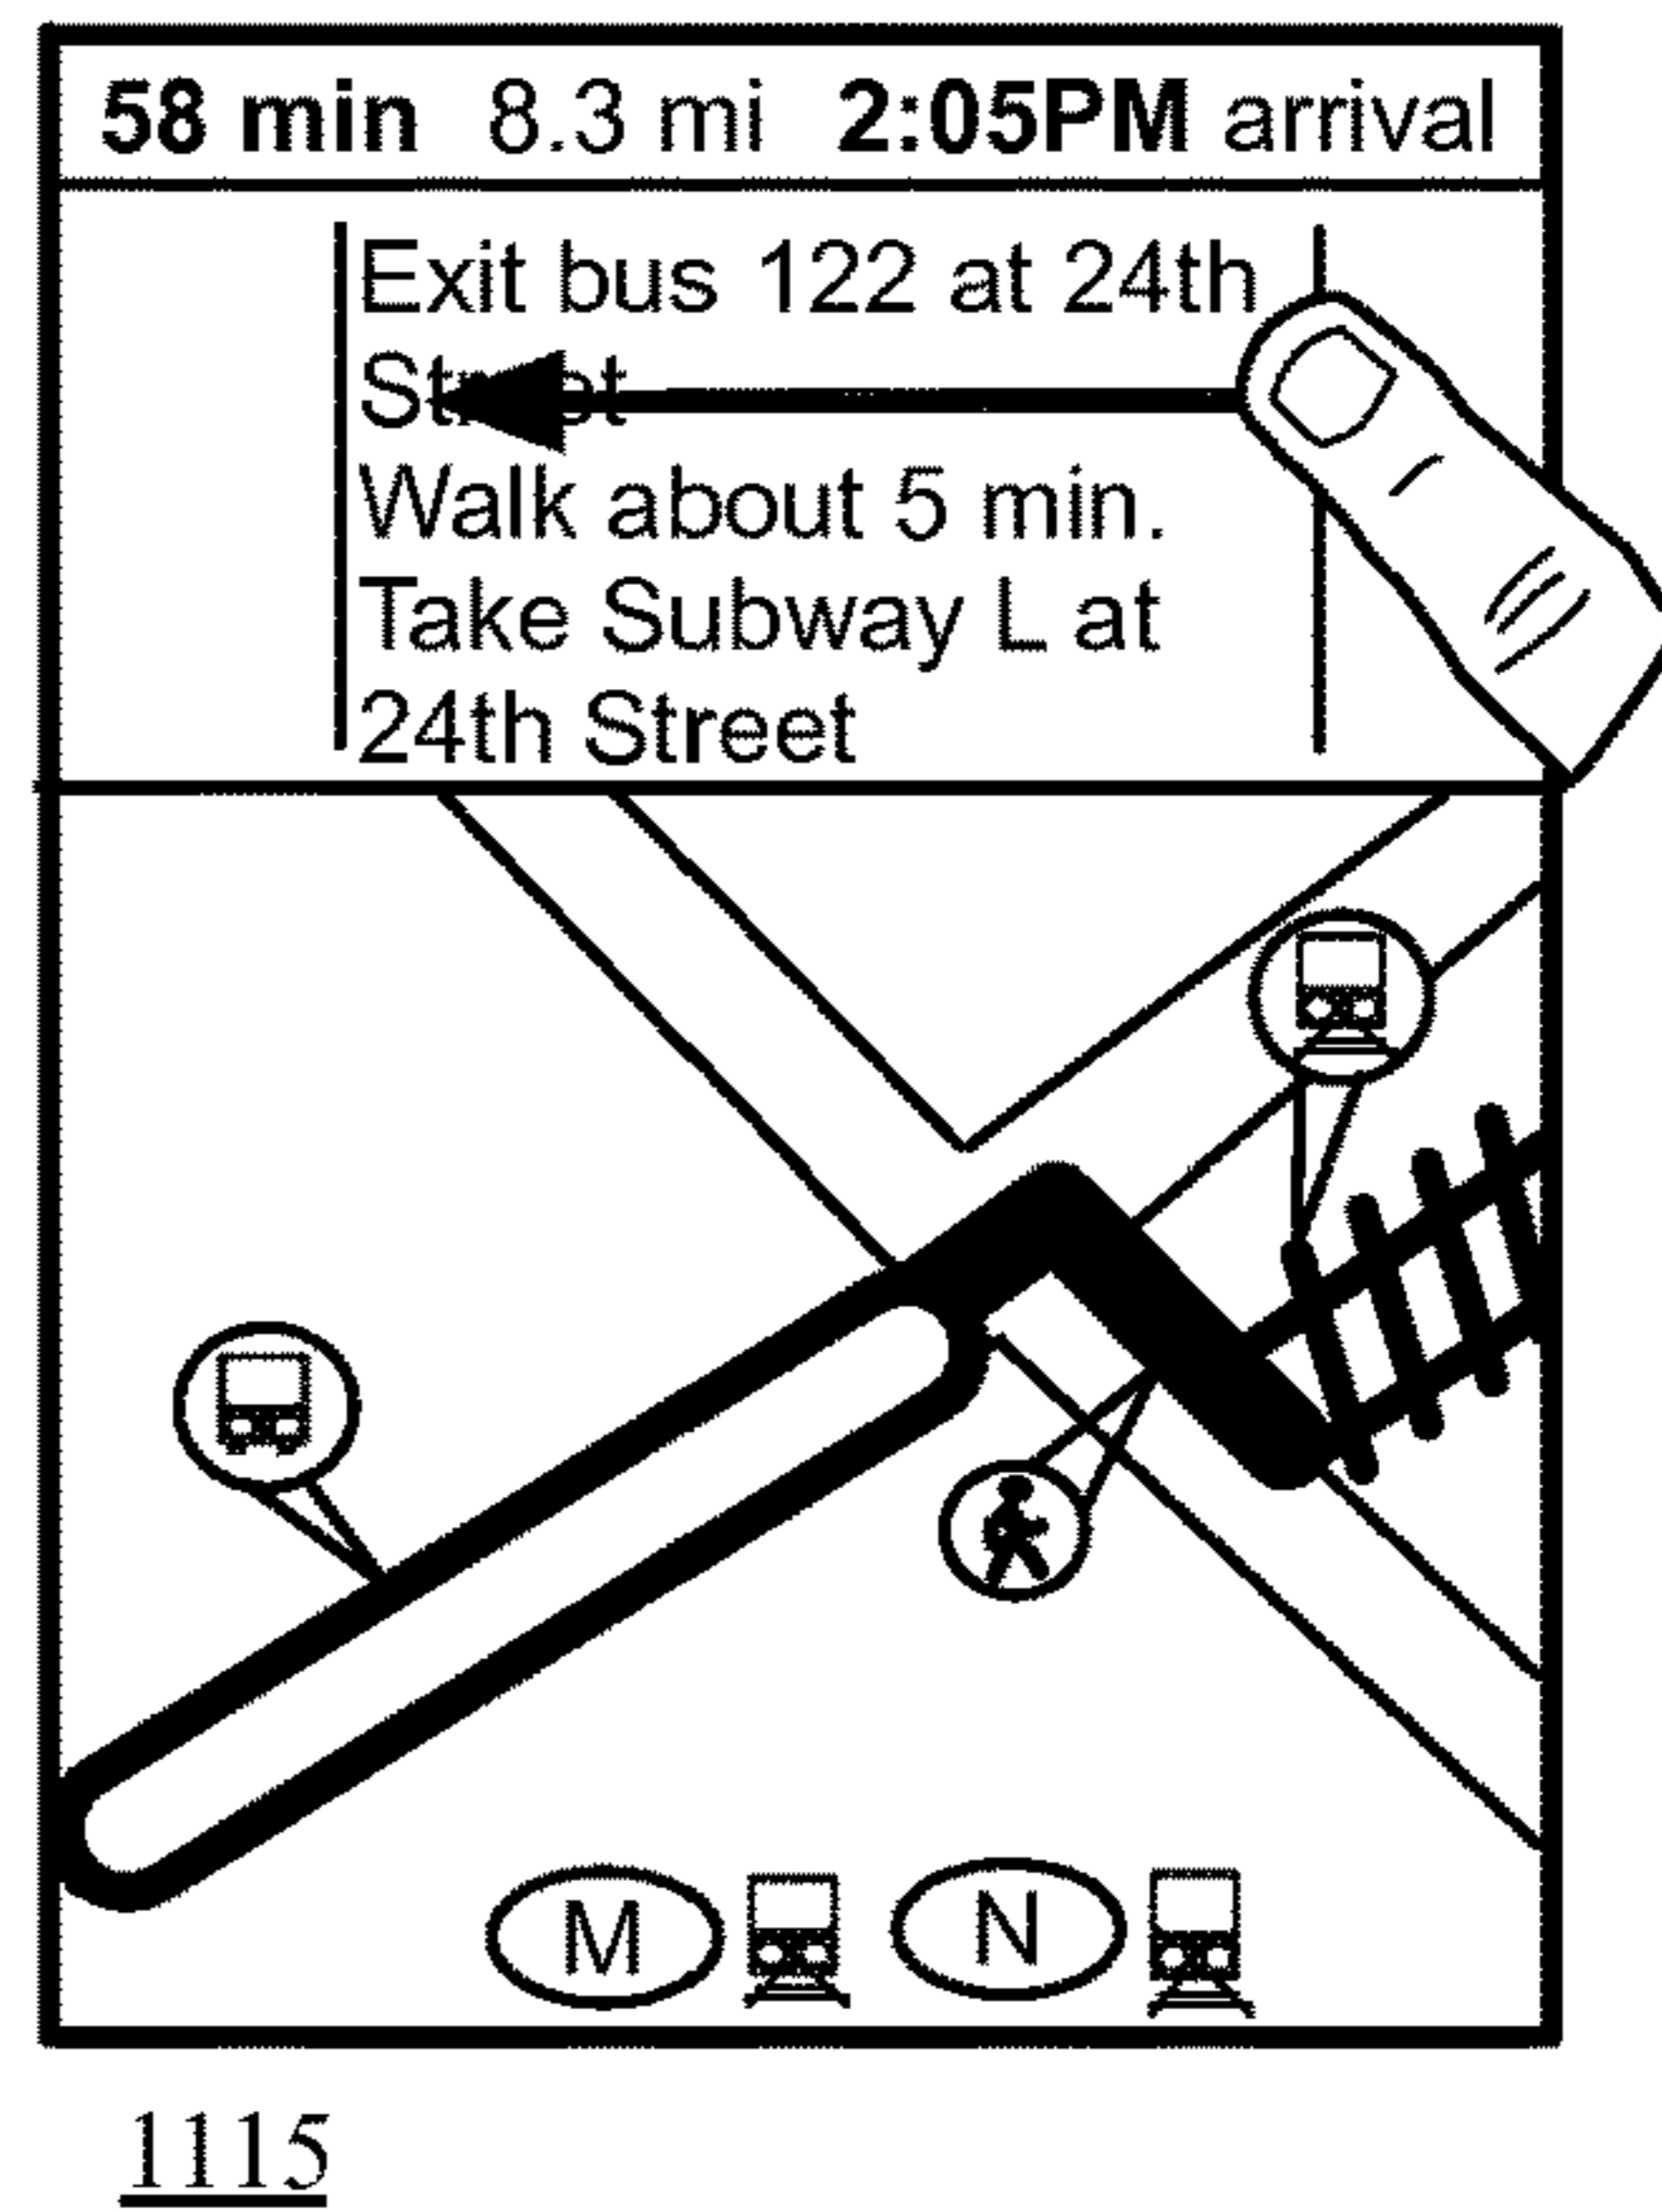 58 min 8.3 mi 2:05PM arrival
Exit bus 122 at 24th
Street
Walk about 5 min.
Take Subway L at
24th Street
M N
1115